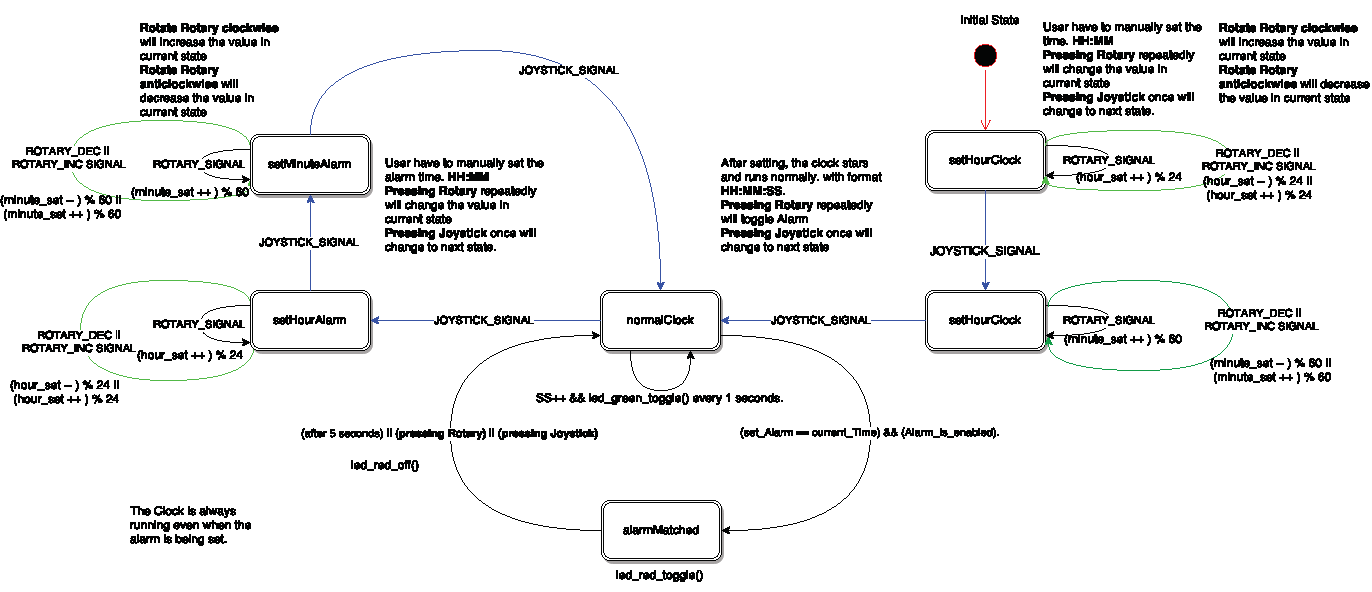 Initial State
Rotate Rotary clockwise
will increase the value in
current state
Rotate Rotary
anticlockwise will
decrease the value in
current state
User have to manually set the
time. HH:MM
Pressing Rotary repeatedly
will change the value in
current state
Pressing Joystick once will
change to next state.
Rotate Rotary clockwise
will increase the value in
current state
Rotate Rotary
anticlockwise will decrease
the value in current state
JOYSTICK_SIGNAL
ROTARY_DEC ||
ROTARY_INC SIGNAL
ROTARY_SIGNAL
setMinuteAlarm
(minute_set ++ ) % 60
(minute_set -- ) % 60 ||
(minute_set ++ ) % 60
User have to manually set the
alarm time. HH:MM
Pressing Rotary repeatedly
will change the value in
current state
Pressing Joystick once will
change to next state.
After setting, the clock stars
and runs normally. with format
HH:MM:SS.
Pressing Rotary repeatedly
will toggle Alarm
Pressing Joystick once will
change to next state
setHourClock
ROTARY_SIGNAL
(hour_set ++ ) % 24
ROTARY_DEC ||
ROTARY_INC SIGNAL
(hour_set -- ) % 24 ||
(hour_set ++ ) % 24
JOYSTICK_SIGNAL
JOYSTICK_SIGNAL
ROTARY_DEC ||
ROTARY_INC SIGNAL
ROTARY_SIGNAL
setHourAlarm
(hour_set ++ ) % 24
(hour_set -- ) % 24 ||
(hour_set ++ ) % 24
JOYSTICK_SIGNAL
normalClock
JOYSTICK_SIGNAL
setHourClock
ROTARY_SIGNAL
(minute_set ++ ) % 60
ROTARY_DEC ||
ROTARY_INC SIGNAL
(minute_set -- ) % 60 ||
(minute_set ++ ) % 60
SS++ && led_green_toggle() every 1 seconds.
(after 5 seconds) || (pressing Rotary) || (pressing Joystick)
led_red_off()
(set_Alarm == current_Time) && (Alarm_is_enabled).
The Clock is always
running even when the
alarm is being set.
alarmMatched
led_red_toggle()